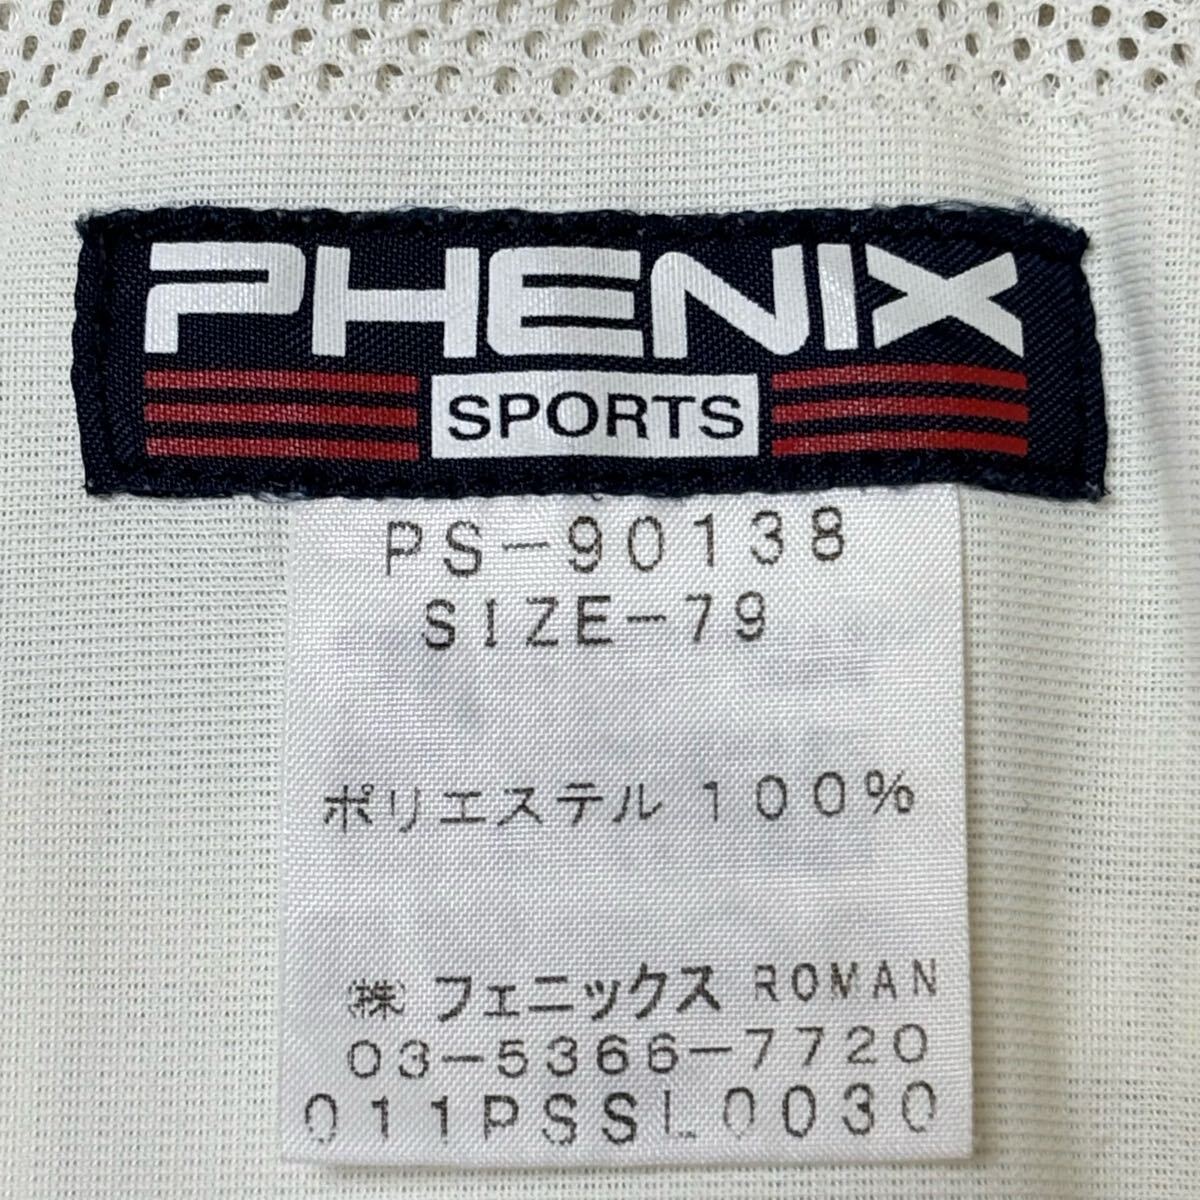 PHENIX
SPORTS
PS-90138
SIZE-79
ポリエステル 100%
(株) フェニックス ROMAN
03-5366-7720
011PSSL0030